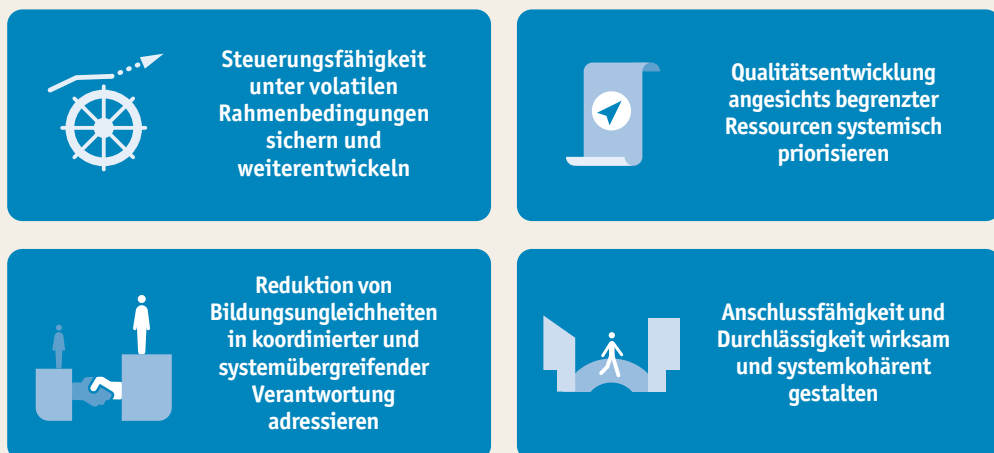 Steuerungsfähigkeit
unter volatilen
Rahmenbedingungen
sichern und
weiterentwickeln
Qualitätsentwicklung
angesichts begrenzter
Ressourcen systemisch
priorisieren
Reduktion von
Bildungsungleichheiten
in koordinierter und
systemübergreifender
Verantwortung
adressieren
Anschlussfähigkeit und
Durchlässigkeit wirksam
und systemkohärent
gestalten